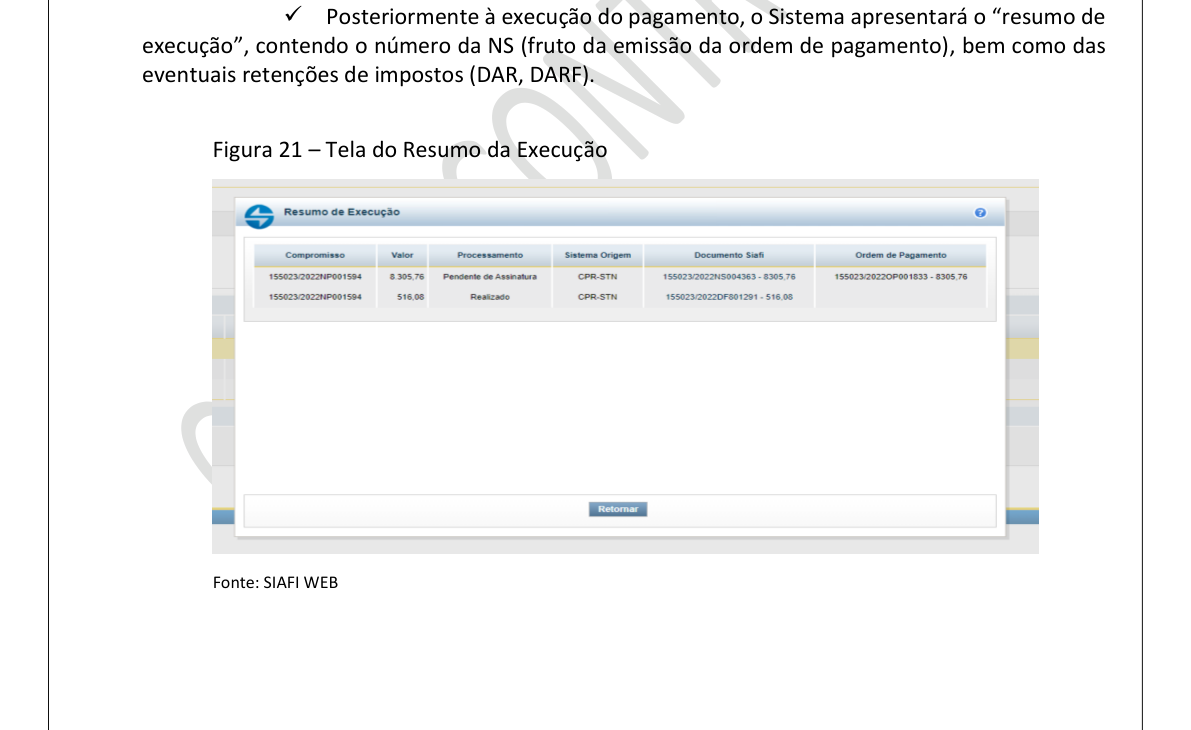 ✓ Posteriormente à execução do pagamento, o Sistema apresentará o “resumo de
execução”, contendo o número da NS (fruto da emissão da ordem de pagamento), bem como das
eventuais retenções de impostos (DAR, DARF).
Figura 21 – Tela do Resumo da Execução
Resumo de Execução
Compromisso Valor Processamento Sistema Origem Documento Siafi Ordem de Pagamento
155023/2022NP001594 8.305,76 Pendente de Assinatura CPR-STN 155023/2022NS004363 - 8305,76 155023/2022OP001833 - 8305,76
155023/2022NP001594 516,08 Realizado CPR-STN 155023/2022DF801291 - 516,08
Retornar
Fonte: SIAFI WEB